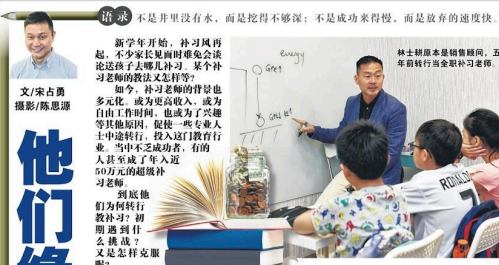 语录 不是井里没有水，而是挖得不够深；不是成功来得慢，而是放弃的速度快。
文/宋占勇
摄影/陈思源
他们缘
新学年开始，补习风再
起，不少家长见面时难免会谈
论送孩子去哪儿补习、某个补
习老师的教法又怎样等？
如今，补习老师的背景也
多元化。或为更高收入，或为
自由工作时间，也或为了兴趣
等其他原因，促使一些专业人
士中途转行，投入这门教育行
业。当中不乏成功者，有的
人甚至成了年入近
50万元的超级补
习老师。
到底他
们为何转行
教补习？初
期遇到什
么挑战？
又是怎样克服
呢？
energy
林士耕原本是销售顾问，五
年前转行当全职补习老师。
RONALDO
7